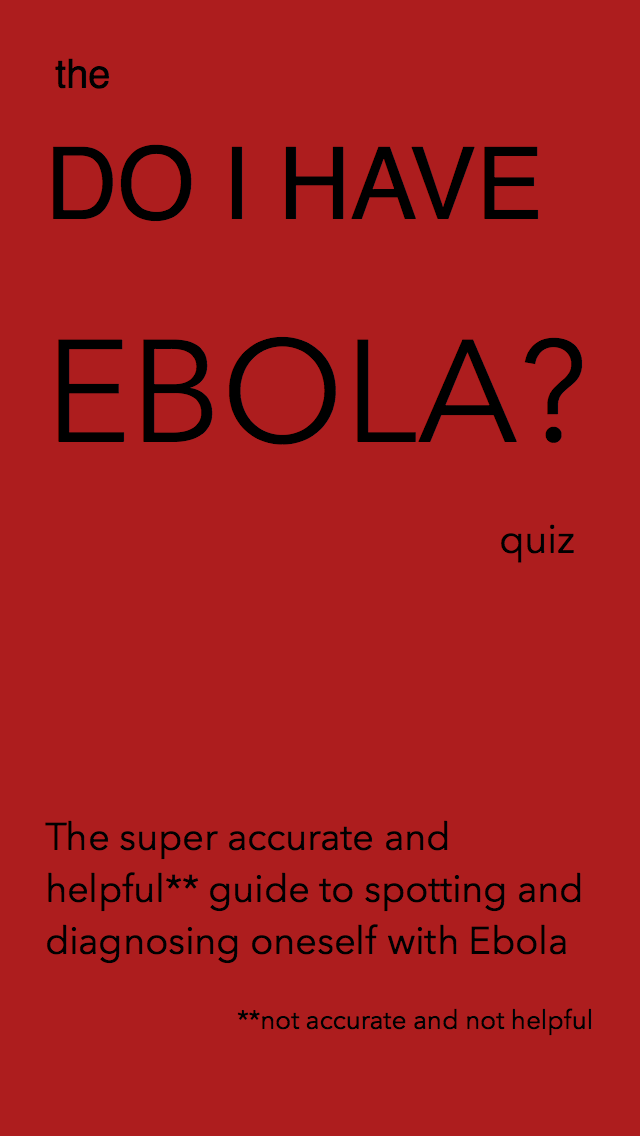 the
DO I HAVE
EBOLA?
quiz
The super accurate and
helpful** guide to spotting and
diagnosing oneself with Ebola
**not accurate and not helpful